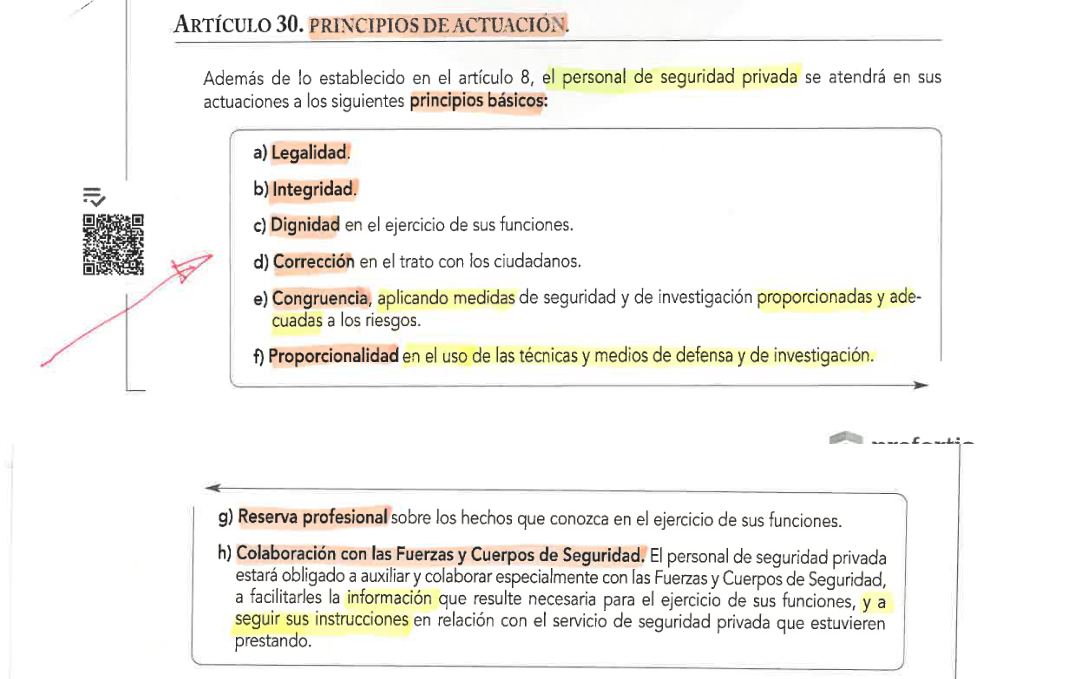 ARTÍCULO 30. PRINCIPIOS DE ACTUACIÓN.
Además de lo establecido en el artículo 8, el personal de seguridad privada se atendrá en sus
actuaciones a los siguientes principios básicos:
a) Legalidad.
b) Integridad.
c) Dignidad en el ejercicio de sus funciones.
d) Corrección en el trato con los ciudadanos.
e) Congruencia, aplicando medidas de seguridad y de investigación proporcionadas y ade-
cuadas a los riesgos.
f) Proporcionalidad en el uso de las técnicas y medios de defensa y de investigación.
g) Reserva profesional sobre los hechos que conozca en el ejercicio de sus funciones.
h) Colaboración con las Fuerzas y Cuerpos de Seguridad. El personal de seguridad privada
estará obligado a auxiliar y colaborar especialmente con las Fuerzas y Cuerpos de Seguridad,
a facilitarles la información que resulte necesaria para el ejercicio de sus funciones, y a
seguir sus instrucciones en relación con el servicio de seguridad privada que estuvieren
prestando.